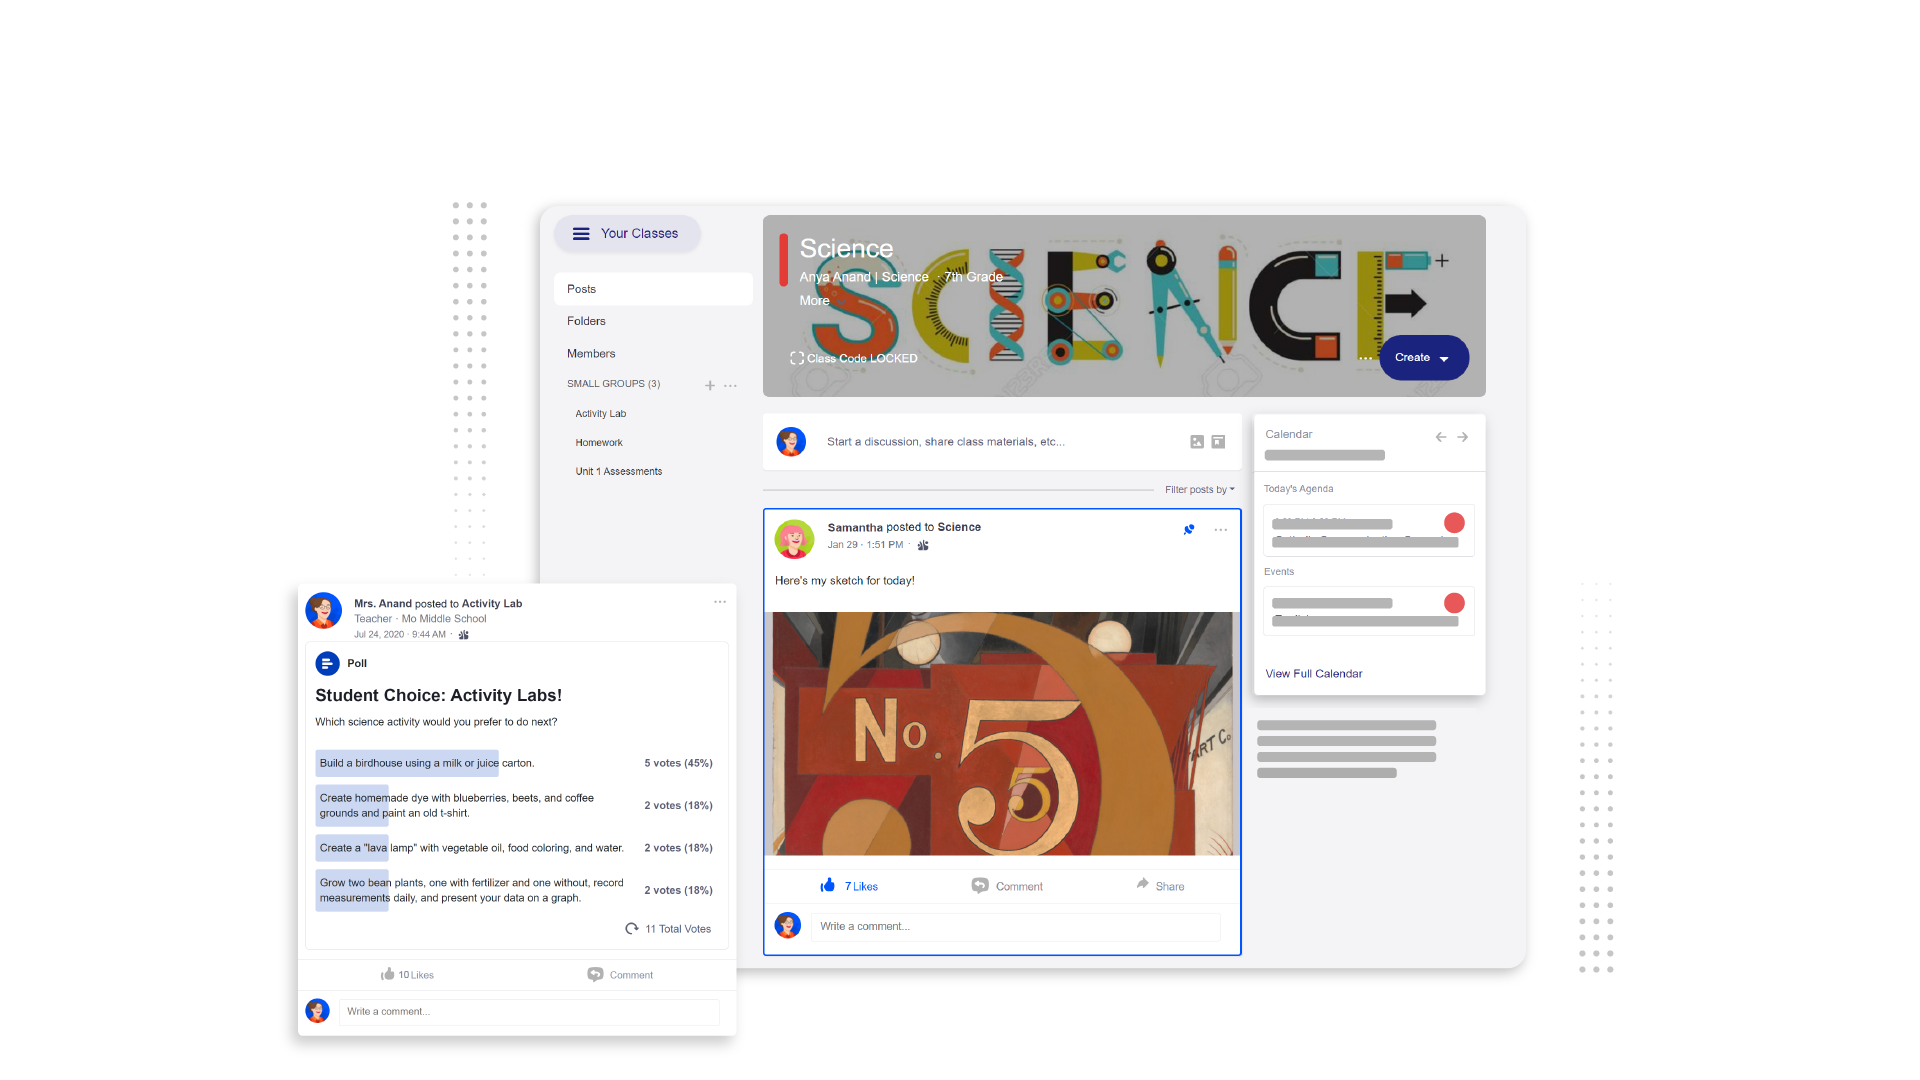 Your Classes
Posts
Folders
Members
SMALL GROUPS (3)
Activity Lab
Homework
Unit 1 Assessments
SCIENCE
Science
Anya Anand | Science · 7th Grade
More
Class Code LOCKED
Create
Start a discussion, share class materials, etc...
Filter posts by
Samantha posted to Science
Jan 29 · 1:51 PM ·
Here's my sketch for today!
No. 5
5
ART Co.
7 Likes
Comment
Share
Write a comment...
Calendar
Today's Agenda
Events
View Full Calendar
Mrs. Anand posted to Activity Lab
Teacher · Mo Middle School
Jul 24, 2020 · 9:44 AM ·
Poll
Student Choice: Activity Labs!
Which science activity would you prefer to do next?
Build a birdhouse using a milk or juice carton.
5 votes (45%)
Create homemade dye with blueberries, beets, and coffee
grounds and paint an old t-shirt.
2 votes (18%)
Create a "lava lamp" with vegetable oil, food coloring, and water.
2 votes (18%)
Grow two bean plants, one with fertilizer and one without, record
measurements daily, and present your data on a graph.
2 votes (18%)
11 Total Votes
10 Likes
Comment
Write a comment...